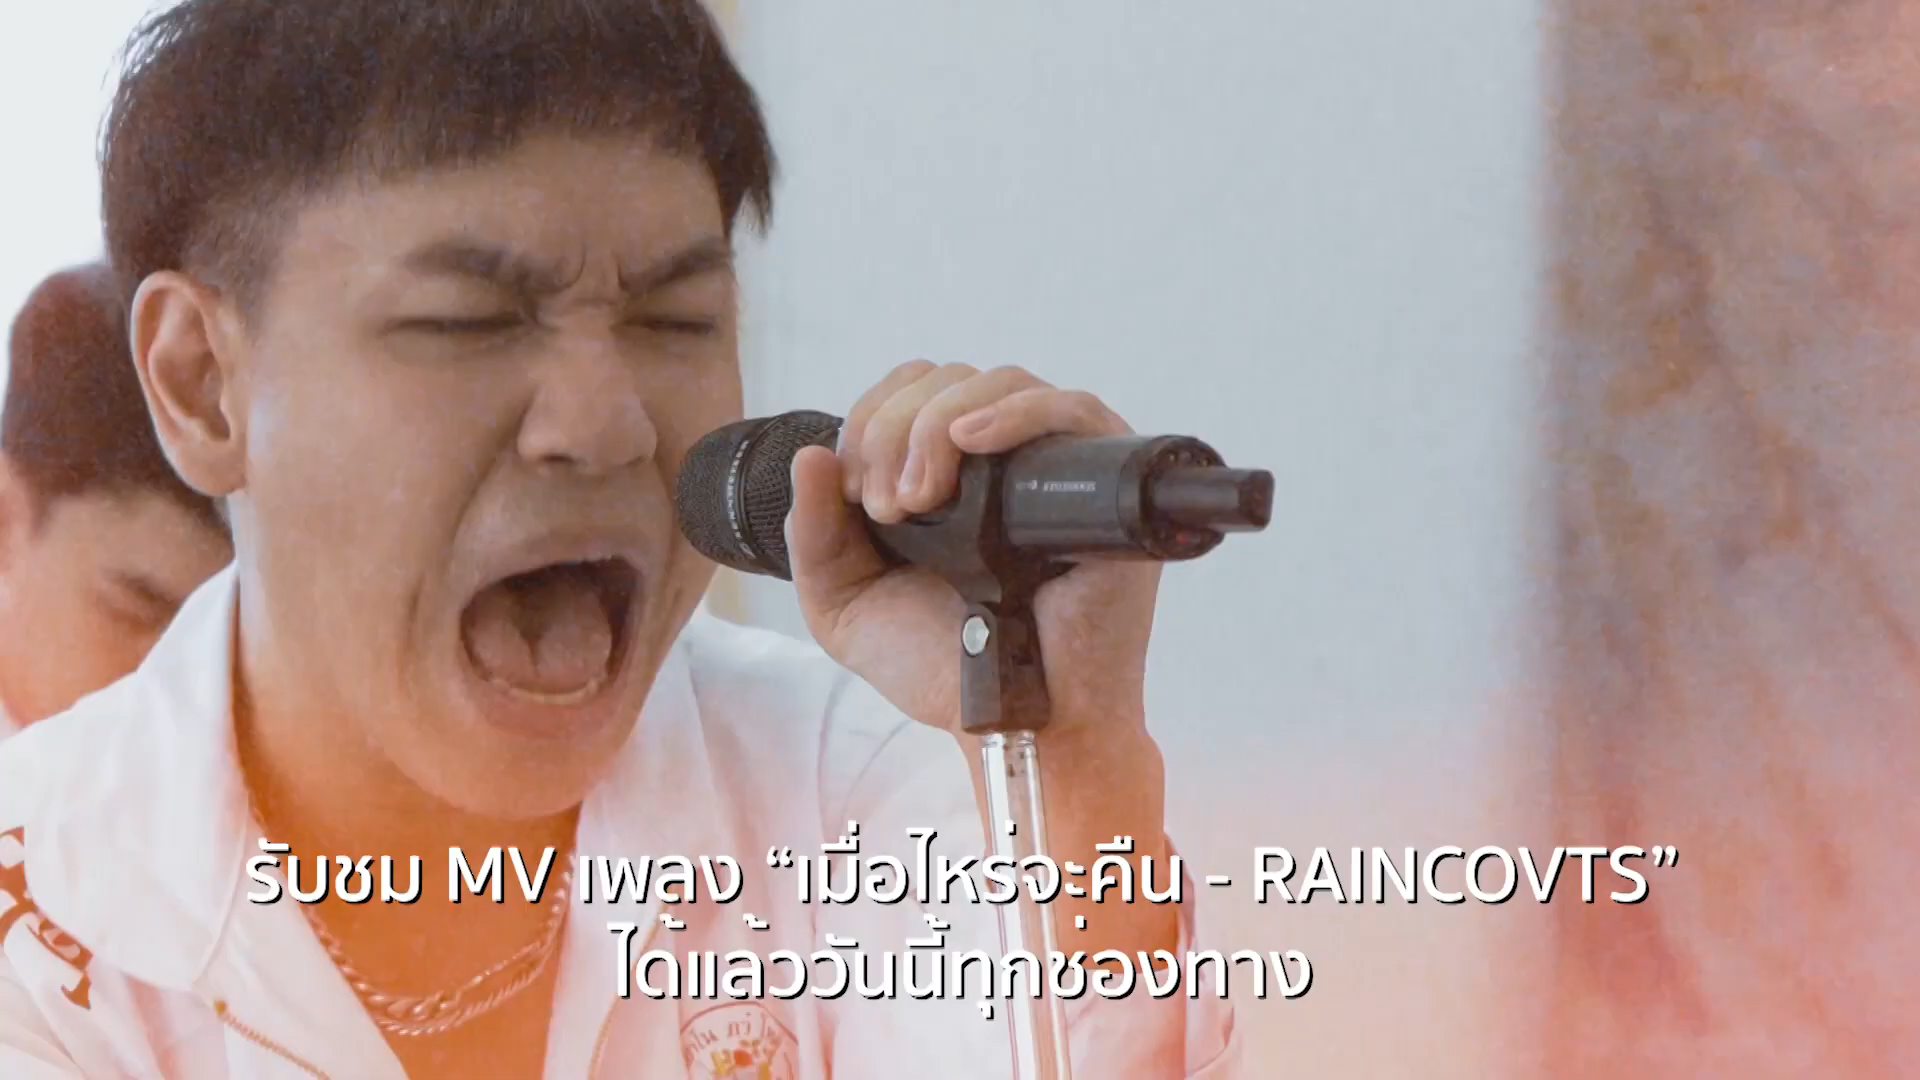 รับชม MV เพลง “เมื่อไหร่จะคืน - RAINCOVTS”
ได้แล้ววันนี้ทุกช่องทาง